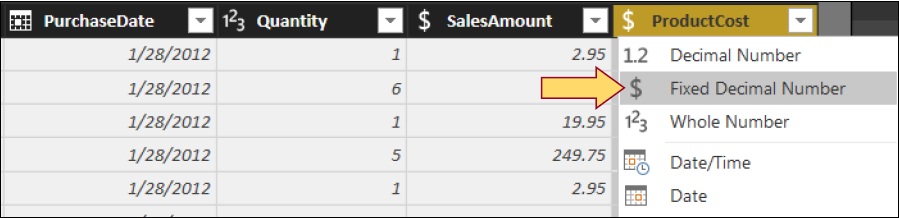 PurchaseDate 1²3 Quantity $ SalesAmount $ ProductCost
1/28/2012 1 2.95 1.2 Decimal Number
1/28/2012 6 $ Fixed Decimal Number
1/28/2012 1 19.95 1²3 Whole Number
1/28/2012 5 249.75 Date/Time
1/28/2012 1 2.95 Date